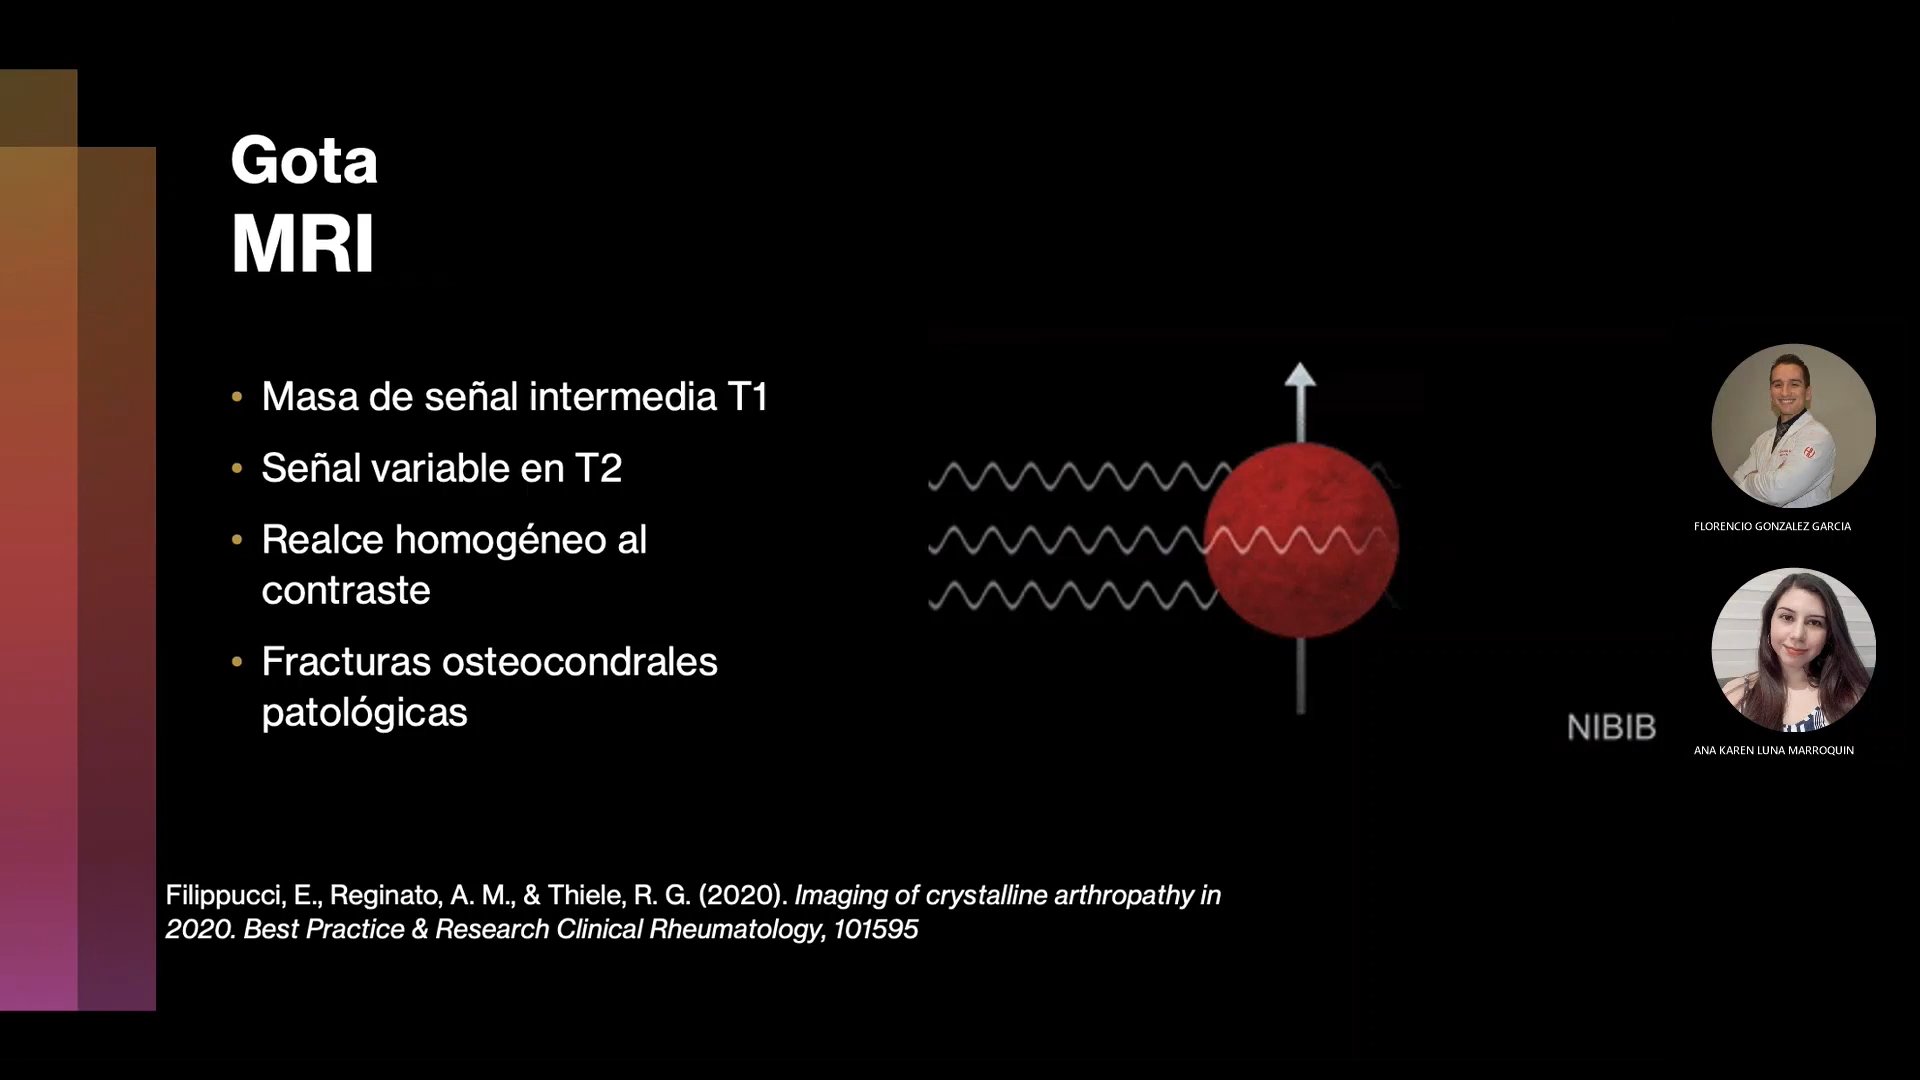 Gota
MRI
• Masa de señal intermedia T1
• Señal variable en T2
• Realce homogéneo al
contraste
• Fracturas osteocondrales
patológicas
NIBIB
FLORENCIO GONZALEZ GARCIA
ANA KAREN LUNA MARROQUIN
Filippucci, E., Reginato, A. M., & Thiele, R. G. (2020). Imaging of crystalline arthropathy in
2020. Best Practice & Research Clinical Rheumatology, 101595